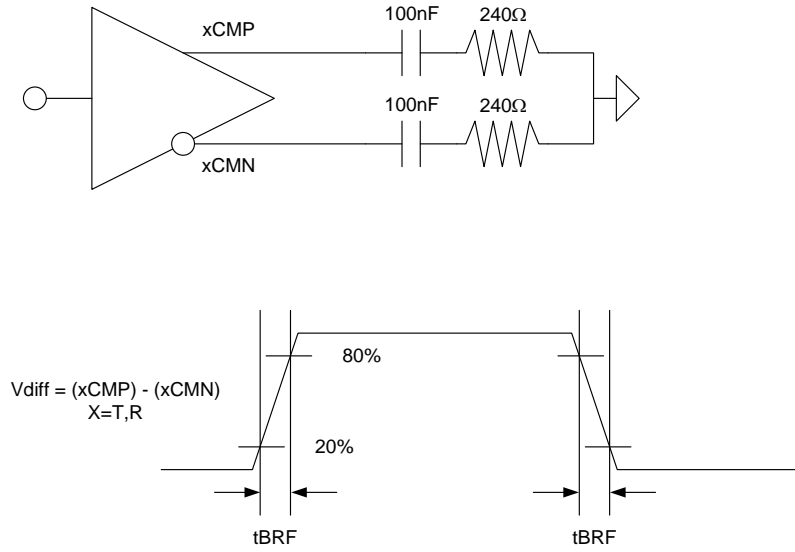 xCMP
100nF
240Ω
100nF
240Ω
xCMN
80%
Vdiff = (xCMP) - (xCMN)
X=T,R
20%
tBRF
tBRF